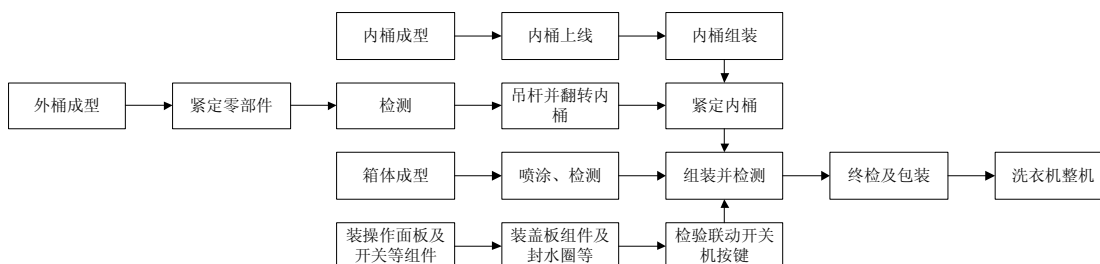 内桶成型
内桶上线
内桶组装
外桶成型
紧定零部件
检测
吊杆并翻转内
桶
紧定内桶
箱体成型
喷涂、检测
组装并检测
终检及包装
洗衣机整机
装操作面板及
开关等组件
装盖板组件及
封水圈等
检验联动开关
机按键